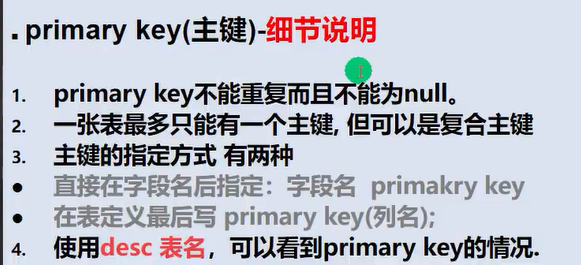 . primary key(主键)-细节说明
1. primary key不能重复而且不能为null。
2. 一张表最多只能有一个主键, 但可以是复合主键
3. 主键的指定方式 有两种
● 直接在字段名后指定：字段名 primakry key
● 在表定义最后写 primary key(列名);
4. 使用desc 表名，可以看到primary key的情况.